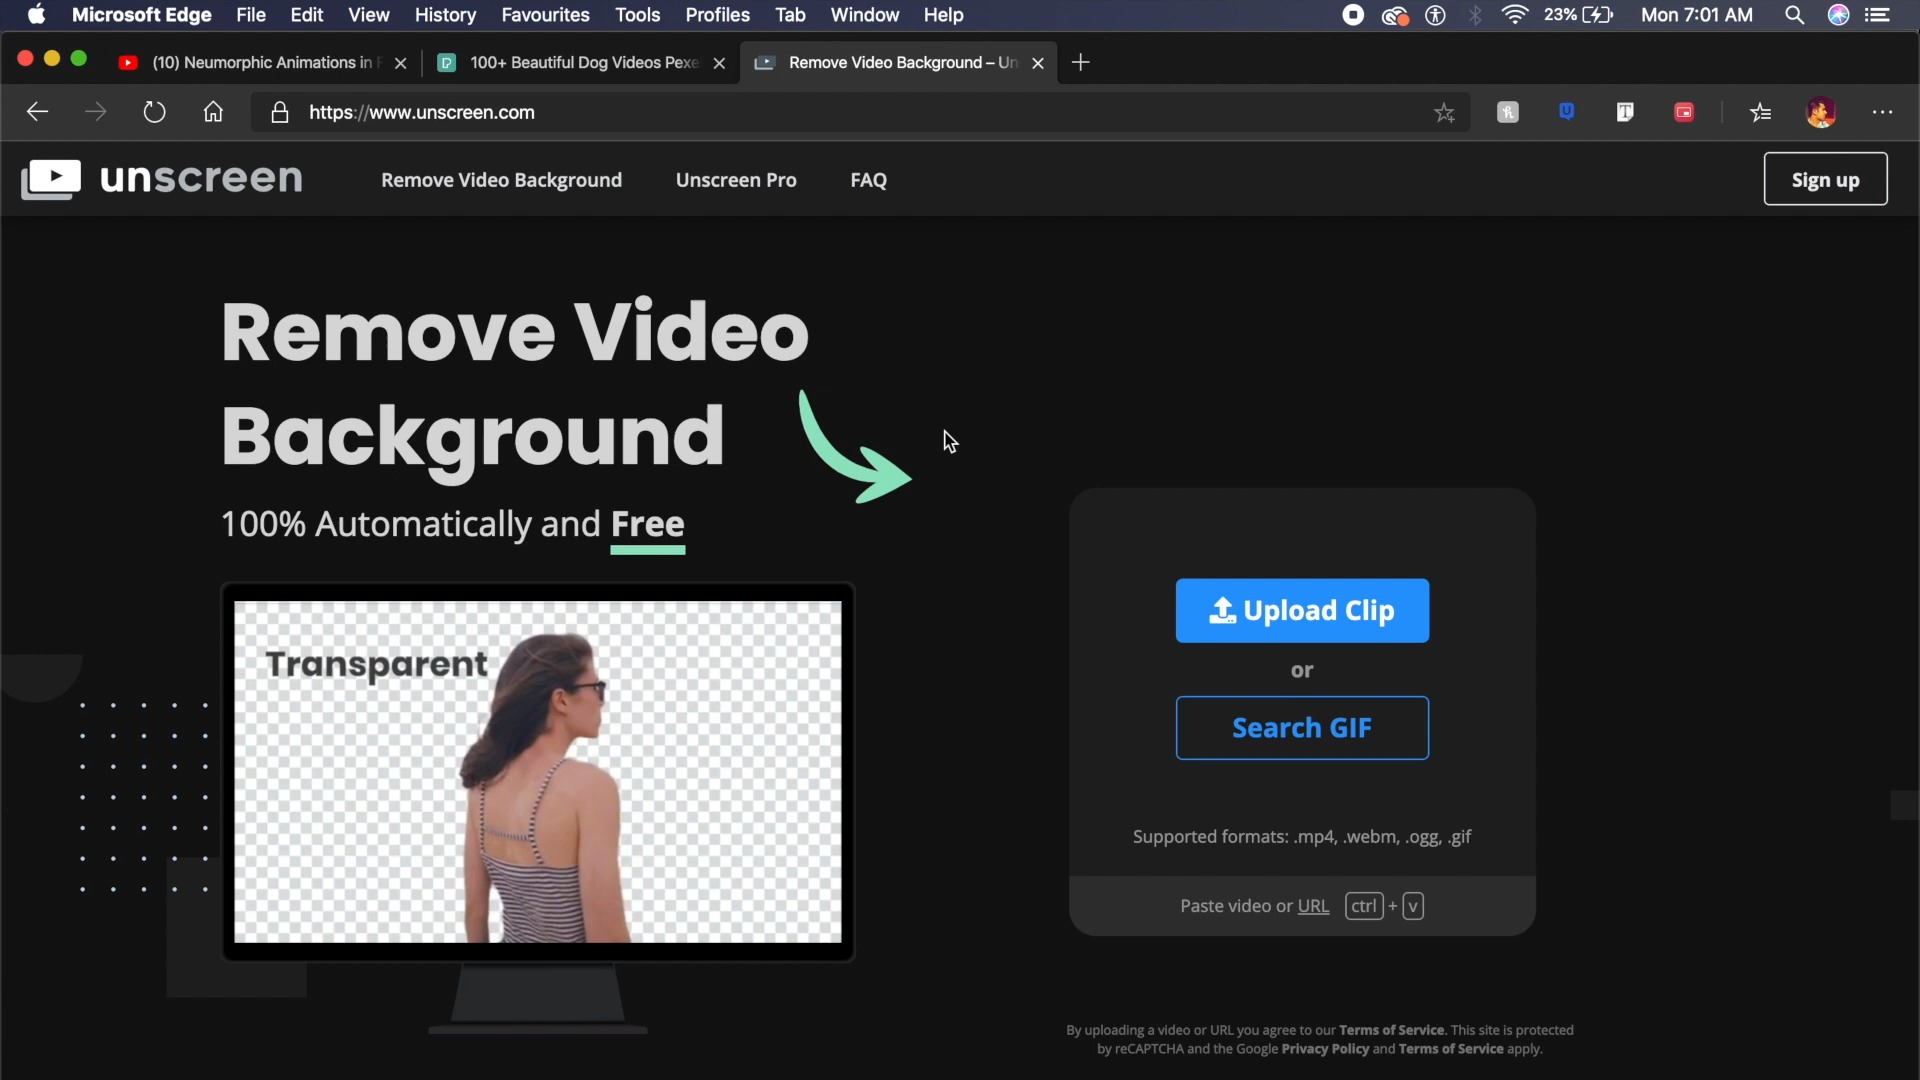 Microsoft Edge File Edit View History Favourites Tools Profiles Tab Window Help 23% Mon 7:01 AM
(10) Neumorphic Animations in 100+ Beautiful Dog Videos Pexe Remove Video Background – Un
https://www.unscreen.com
unscreen Remove Video Background Unscreen Pro FAQ Sign up
Remove Video
Background
100% Automatically and Free
Transparent
Upload Clip
or
Search GIF
Supported formats: .mp4, .webm, .ogg, .gif
Paste video or URL ctrl + v
By uploading a video or URL you agree to our Terms of Service. This site is protected
by reCAPTCHA and the Google Privacy Policy and Terms of Service apply.